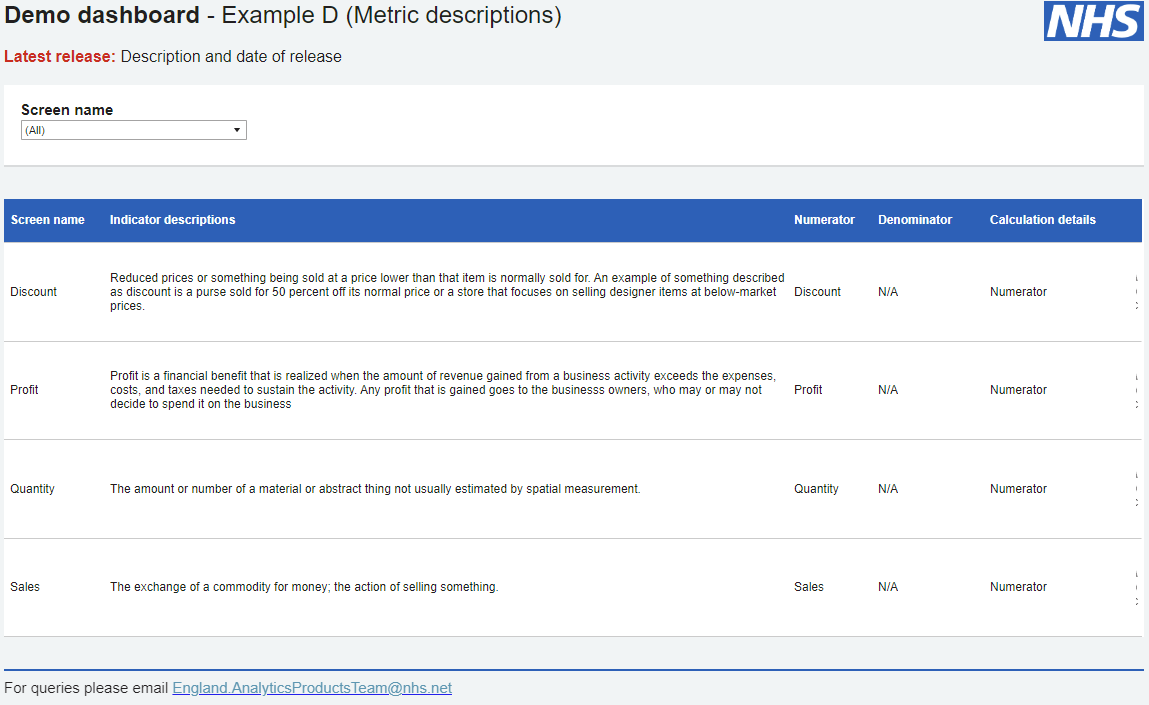 Demo dashboard - Example D (Metric descriptions)
NHS
Latest release: Description and date of release
Screen name
(All)
Screen name Indicator descriptions Numerator Denominator Calculation details
Reduced prices or something being sold at a price lower than that item is normally sold for. An example of something described
Discount as discount is a purse sold for 50 percent off its normal price or a store that focuses on selling designer items at below-market Discount N/A Numerator
prices.
Profit is a financial benefit that is realized when the amount of revenue gained from a business activity exceeds the expenses,
Profit costs, and taxes needed to sustain the activity. Any profit that is gained goes to the businesss owners, who may or may not Profit N/A Numerator
decide to spend it on the business
Quantity The amount or number of a material or abstract thing not usually estimated by spatial measurement. Quantity N/A Numerator
Sales The exchange of a commodity for money; the action of selling something. Sales N/A Numerator
For queries please email England.AnalyticsProductsTeam@nhs.net